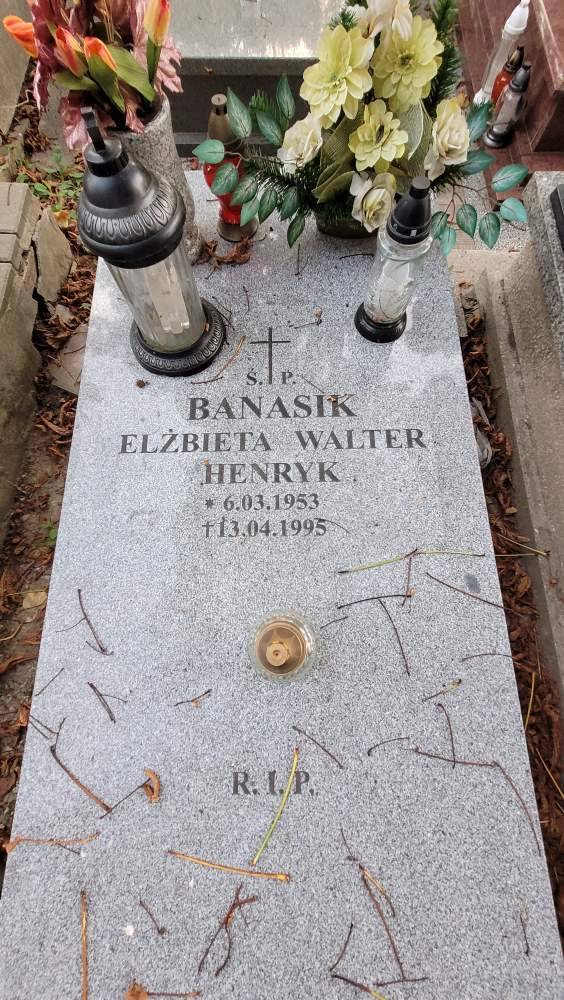 Ś. P.
BANASIK
ELŻBIETA WALTER
HENRYK
* 6.03.1953
†13.04.1995
R. I. P.